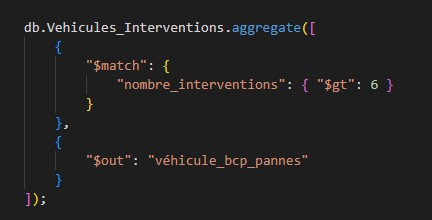 db.Vehicules_Interventions.aggregate([
    {
        "$match": {
            "nombre_interventions": { "$gt": 6 }
        }
    },
    {
        "$out": "véhicule_bcp_pannes"
    }
]);